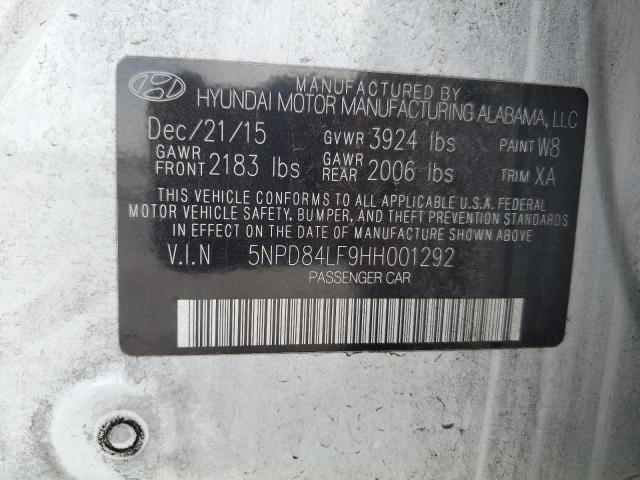 MANUFACTURED BY
HYUNDAI MOTOR MANUFACTURING ALABAMA, LLC
Dec/21/15 GVWR 3924 lbs PAINT W8
GAWR FRONT 2183 lbs GAWR REAR 2006 lbs TRIM XA
THIS VEHICLE CONFORMS TO ALL APPLICABLE U.S.A. FEDERAL
MOTOR VEHICLE SAFETY, BUMPER, AND THEFT PREVENTION STANDARDS
IN EFFECT ON THE DATE OF MANUFACTURE SHOWN ABOVE.
V.I.N 5NPD84LF9HH001292
PASSENGER CAR